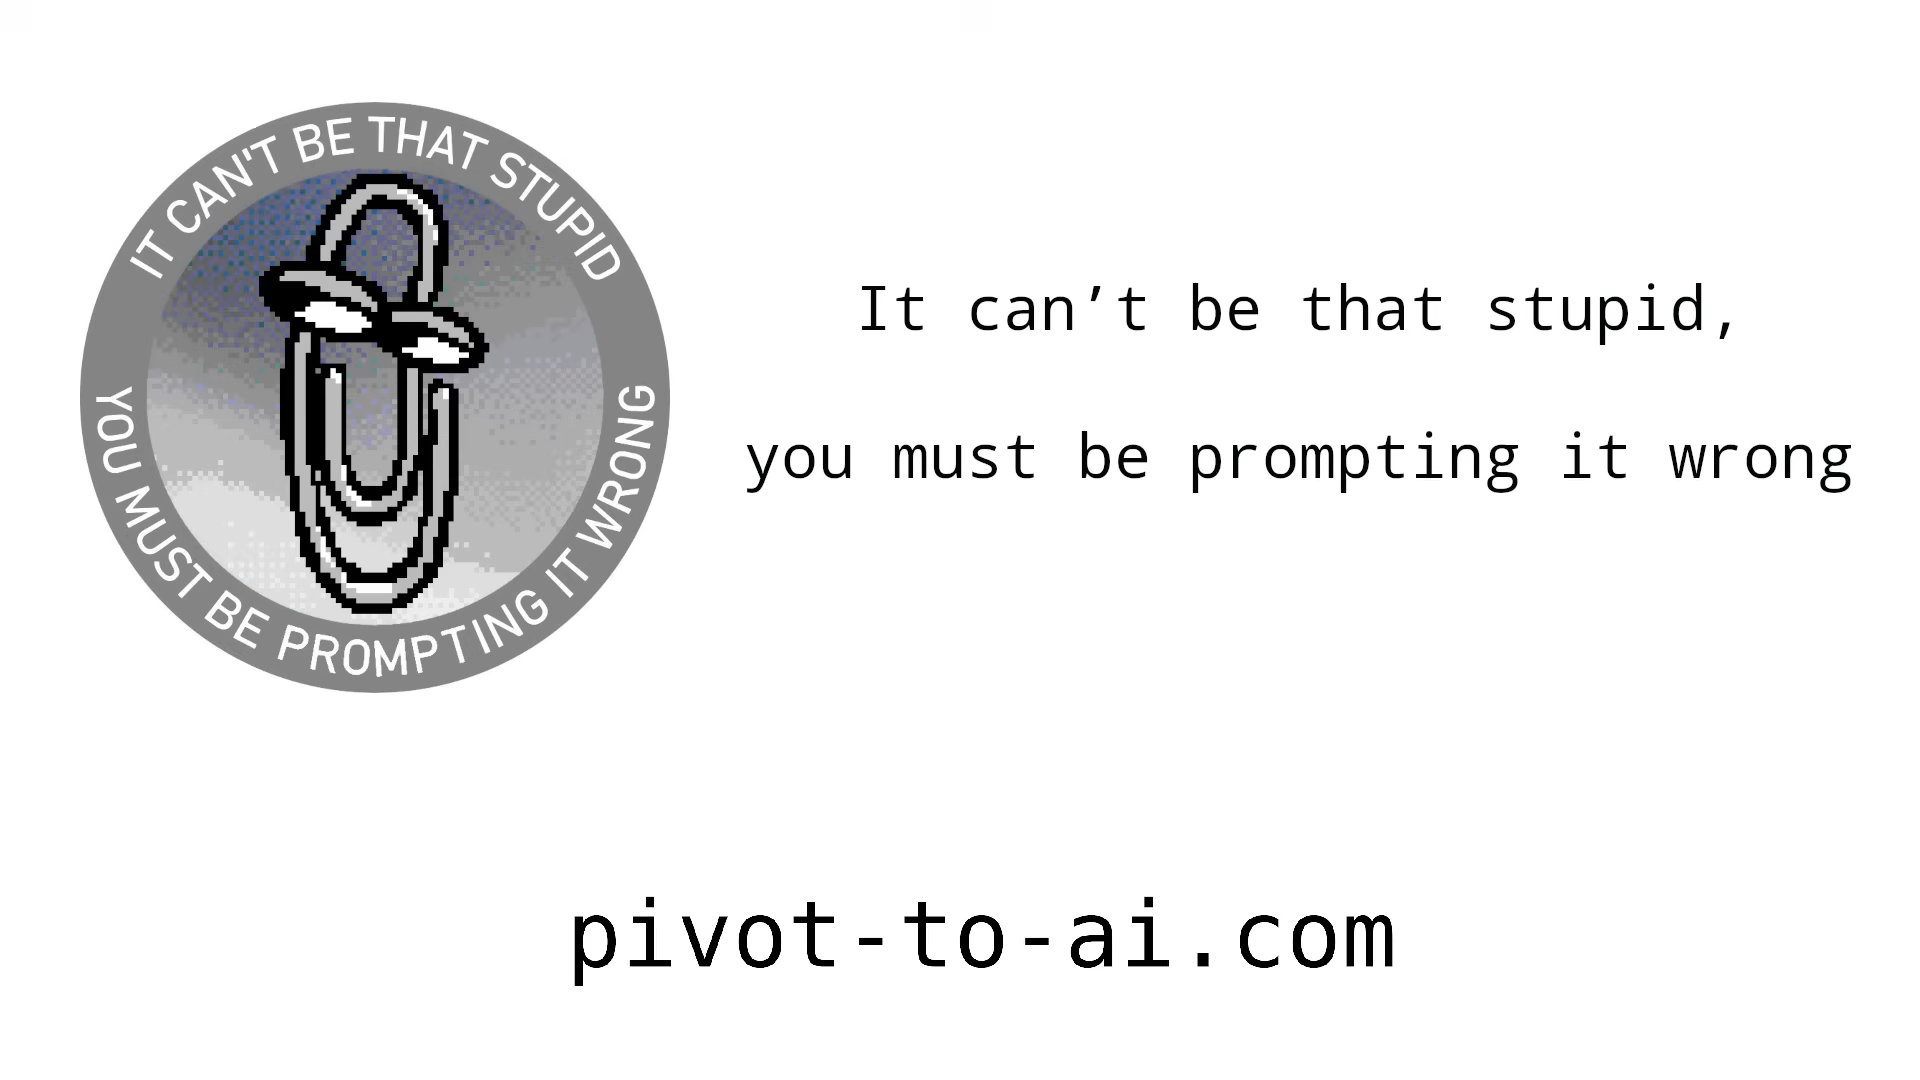 IT CAN'T BE THAT STUPID
YOU MUST BE PROMPTING IT WRONG
It can’t be that stupid,
you must be prompting it wrong
pivot-to-ai.com